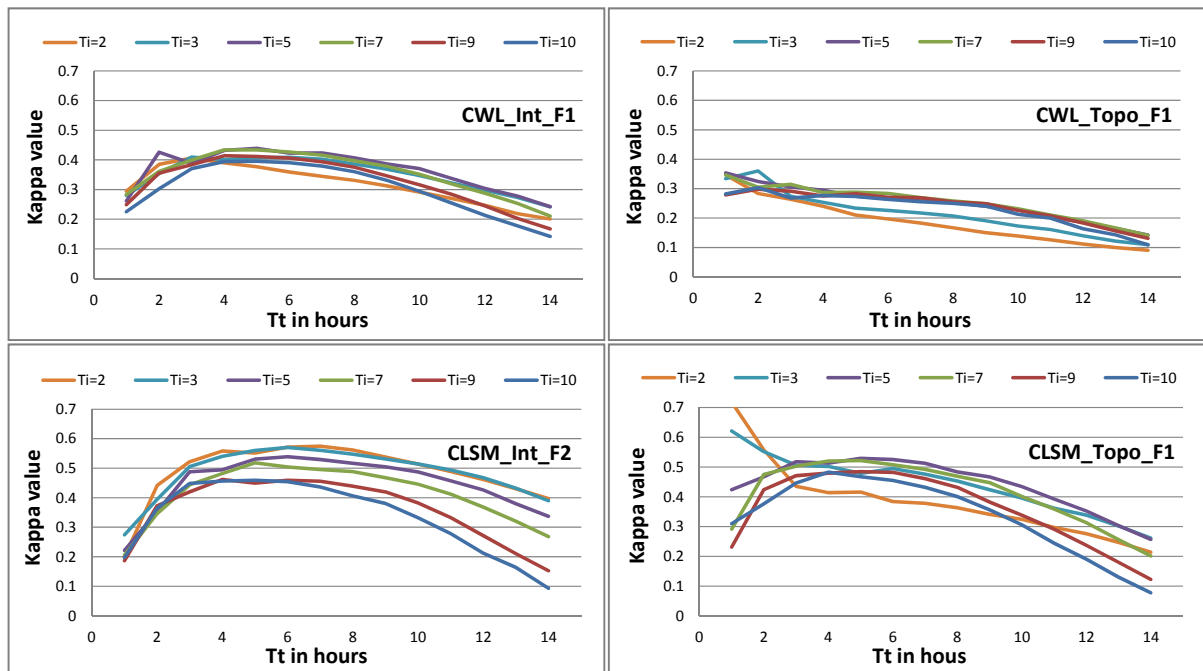 Ti=2 Ti=3 Ti=5 Ti=7 Ti=9 Ti=10
CWL_Int_F1
Kappa value
0.7
0.6
0.5
0.4
0.3
0.2
0.1
0
0 2 4 6 8 10 12 14
Tt in hours
Ti=2 Ti=3 Ti=5 Ti=7 Ti=9 Ti=10
CWL_Topo_F1
Kappa value
0.7
0.6
0.5
0.4
0.3
0.2
0.1
0
0 2 4 6 8 10 12 14
Tt in hours
Ti=2 Ti=3 Ti=5 Ti=7 Ti=9 Ti=10
CLSM_Int_F2
Kappa value
0.7
0.6
0.5
0.4
0.3
0.2
0.1
0
0 2 4 6 8 10 12 14
Tt in hours
Ti=2 Ti=3 Ti=5 Ti=7 Ti=9 Ti=10
CLSM_Topo_F1
Kappa value
0.7
0.6
0.5
0.4
0.3
0.2
0.1
0
0 2 4 6 8 10 12 14
Tt in hous